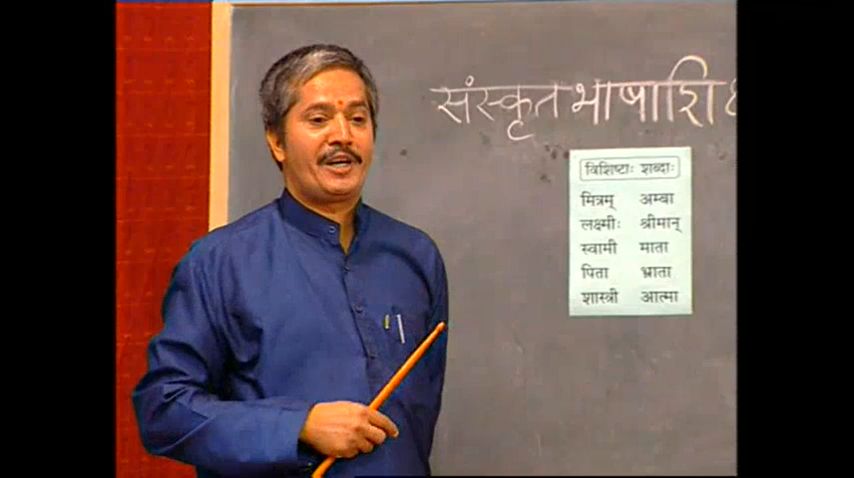 संस्कृतभाषाशि
विशिष्टाः शब्दाः
मित्रम् अम्बा
लक्ष्मीः श्रीमान्
स्वामी माता
पिता भ्राता
शास्त्री आत्मा